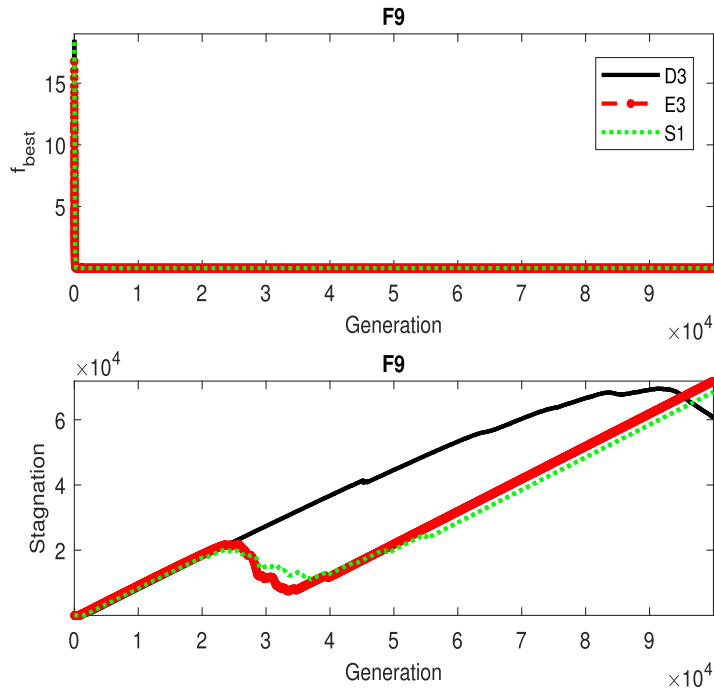 F9
15
10
5
f_best
D3
E3
S1
0 1 2 3 4 5 6 7 8 9
Generation
×10^4
F9
×10^4
6
4
2
Stagnation
0 1 2 3 4 5 6 7 8 9
Generation
×10^4